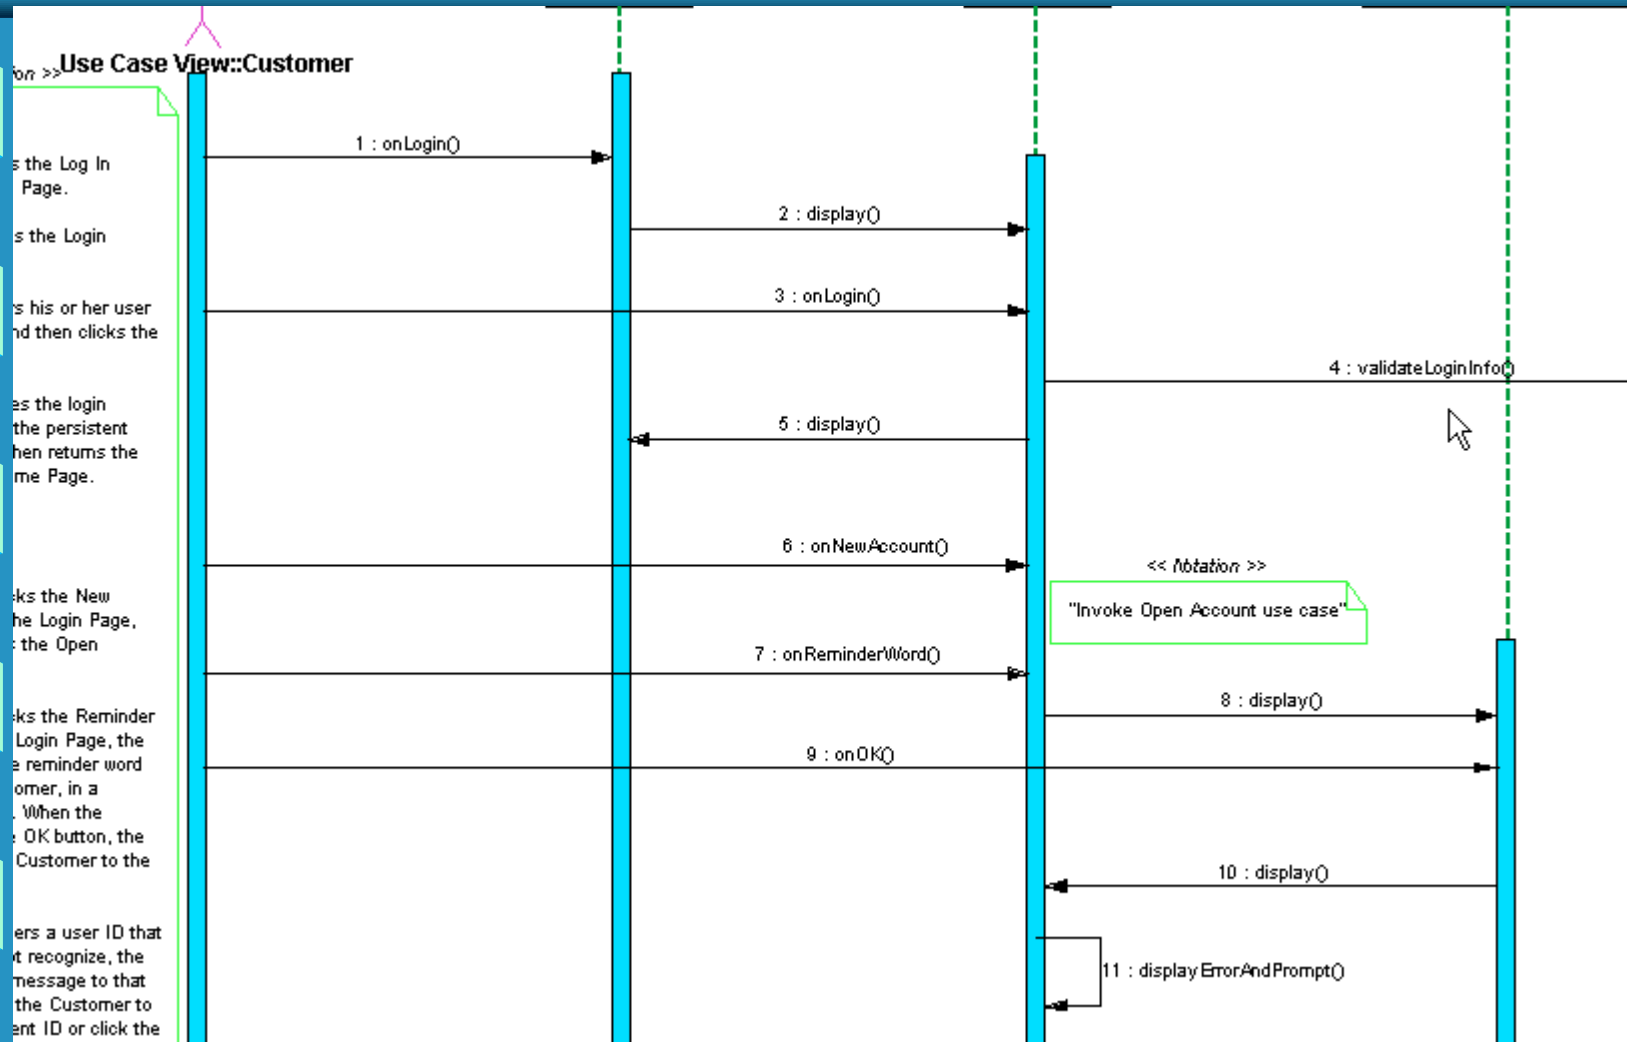 Use Case View::Customer
ion >>
s the Log In
Page.
s the Login
s his or her user
nd then clicks the
es the login
the persistent
hen returns the
me Page.
ks the New
he Login Page,
the Open
ks the Reminder
Login Page, the
e reminder word
omer, in a
. When the
OK button, the
Customer to the
ers a user ID that
ot recognize, the
message to that
the Customer to
ent ID or click the
1 : onLogin()
2 : display()
3 : onLogin()
4 : validateLoginInfo()
5 : display()
6 : onNewAccount()
<< Notation >>
"Invoke Open Account use case"
7 : onReminderWord()
8 : display()
9 : onOK()
10 : display()
11 : displayErrorAndPrompt()